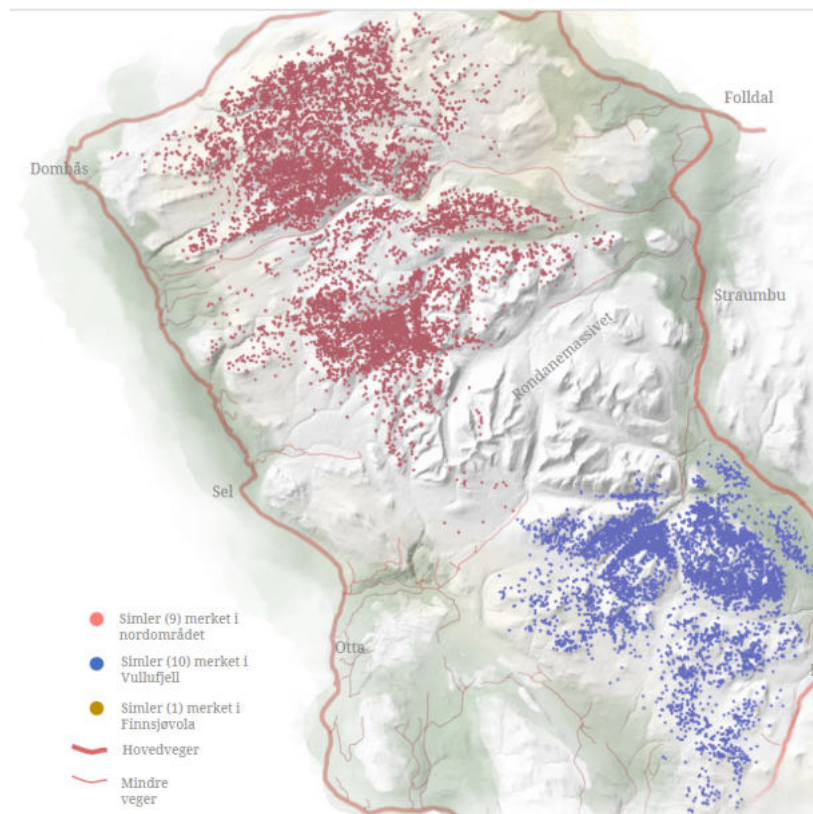 Folldal
Dombås
Straumbu
Rondanemassivet
Sel
Otta
Simler (9) merket i
nordområdet
Simler (10) merket i
Vullufjell
Simler (1) merket i
Finnsjøvola
Hovedveger
Mindre
veger